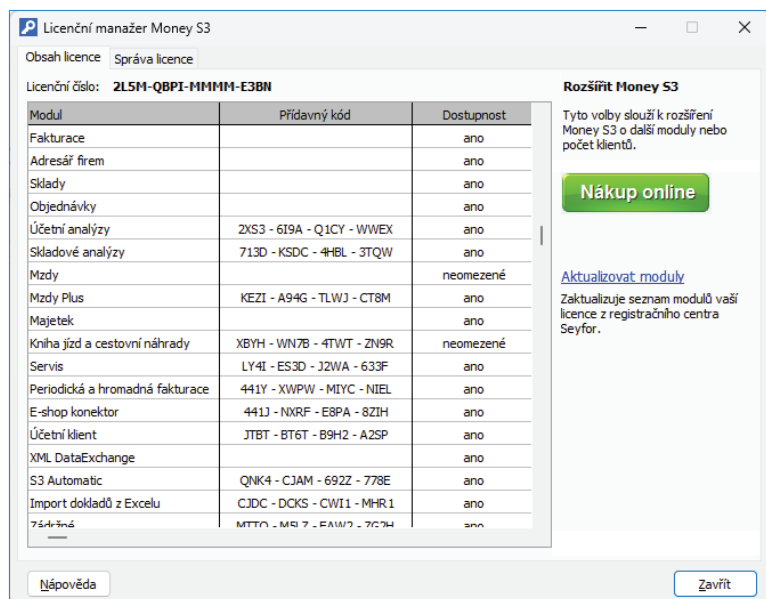 Licenční manažer Money S3
Obsah licence Správa licence
Licenční číslo: 2L5M-QBPI-MMMM-E3BN
Modul Přídavný kód Dostupnost
Fakturace ano
Adresář firem ano
Sklady ano
Objednávky ano
Účetní analýzy 2XS3 - 6I9A - Q1CY - WWEX ano
Skladové analýzy 713D - KSDC - 4HBL - 3TQW ano
Mzdy neomezené
Mzdy Plus KEZI - A94G - TLWJ - CT8M ano
Majetek ano
Kniha jízd a cestovní náhrady XBYH - WN7B - 4TWT - ZN9R neomezené
Servis LY4I - ES3D - J2WA - 633F ano
Periodická a hromadná fakturace 441Y - XWPW - MIYC - NIEL ano
E-shop konektor 441J - NXRF - E8PA - 8ZIH ano
Účetní klient JTBT - BT6T - B9H2 - A2SP ano
XML DataExchange ano
S3 Automatic QNK4 - CJAM - 692Z - 778E ano
Import dokladů z Excelu CJDC - DCKS - CWI1 - MHR1 ano
Zádržné MTTO - M5LZ - FAW2 - 7G2H ano
Rozšířit Money S3
Tyto volby slouží k rozšíření
Money S3 o další moduly nebo
počet klientů.
Nákup online
Aktualizovat moduly
Zaktualizuje seznam modulů vaší
licence z registračního centra
Seyfor.
Nápověda Zavřít